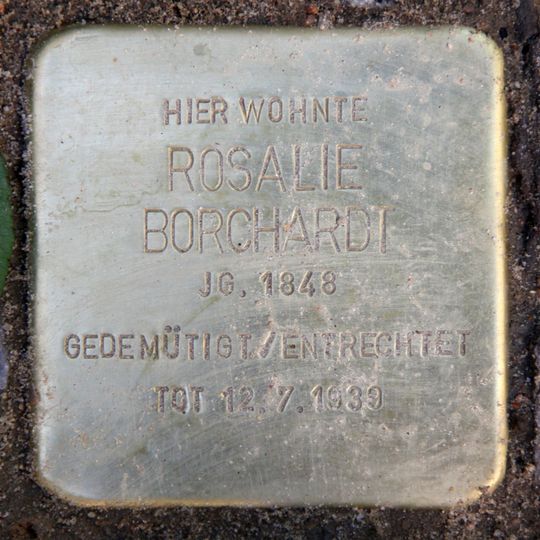 HIER WOHNTE
ROSALIE
BORCHARDT
JG. 1848
GEDEMÜTIGT/ENTRECHTET
TOT 12.7.1939